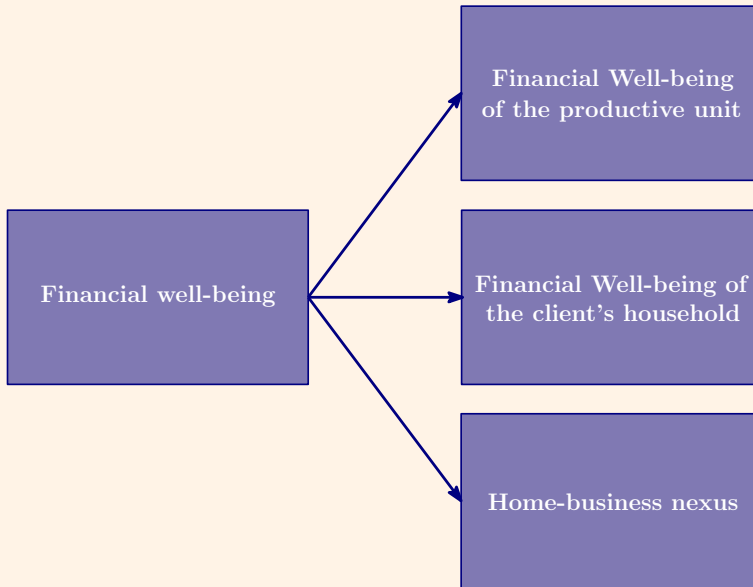 Financial Well-being
of the productive unit
Financial well-being
Financial Well-being of
the client's household
Home-business nexus